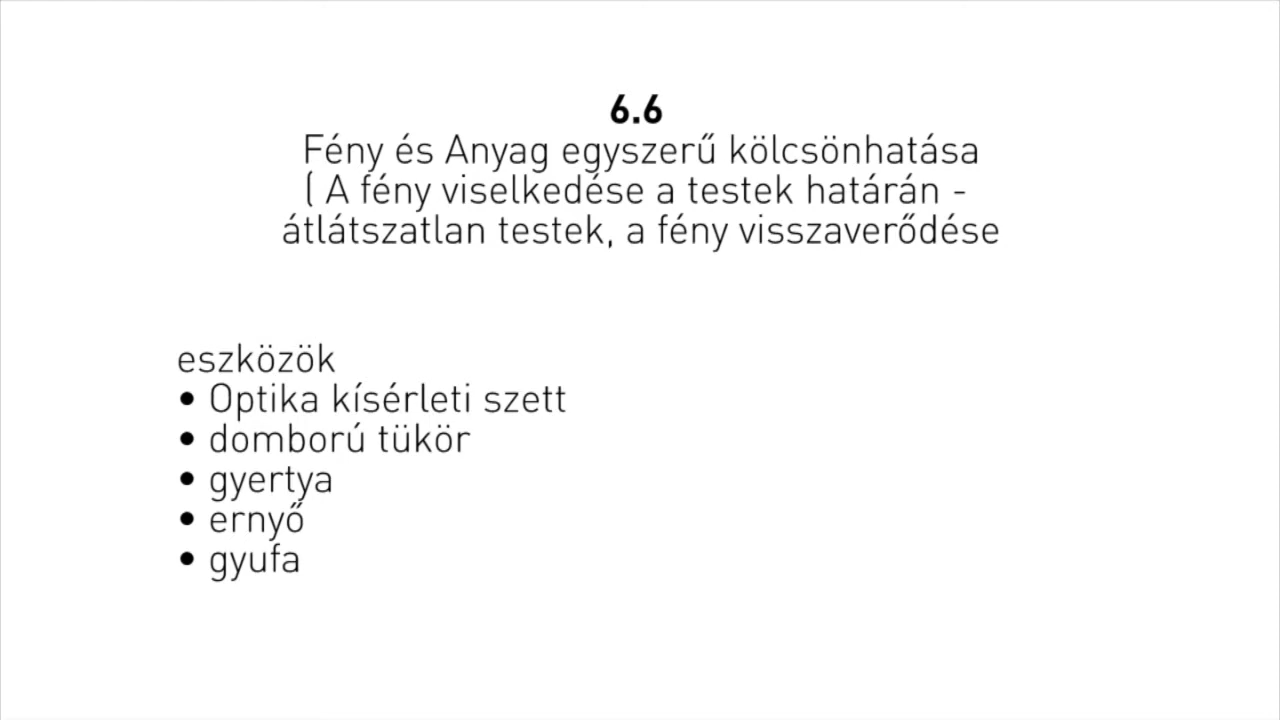 6.6
Fény és Anyag egyszerű kölcsönhatása
( A fény viselkedése a testek határán -
átlátszatlan testek, a fény visszaverődése
eszközök
• Optika kísérleti szett
• domború tükör
• gyertya
• ernyő
• gyufa